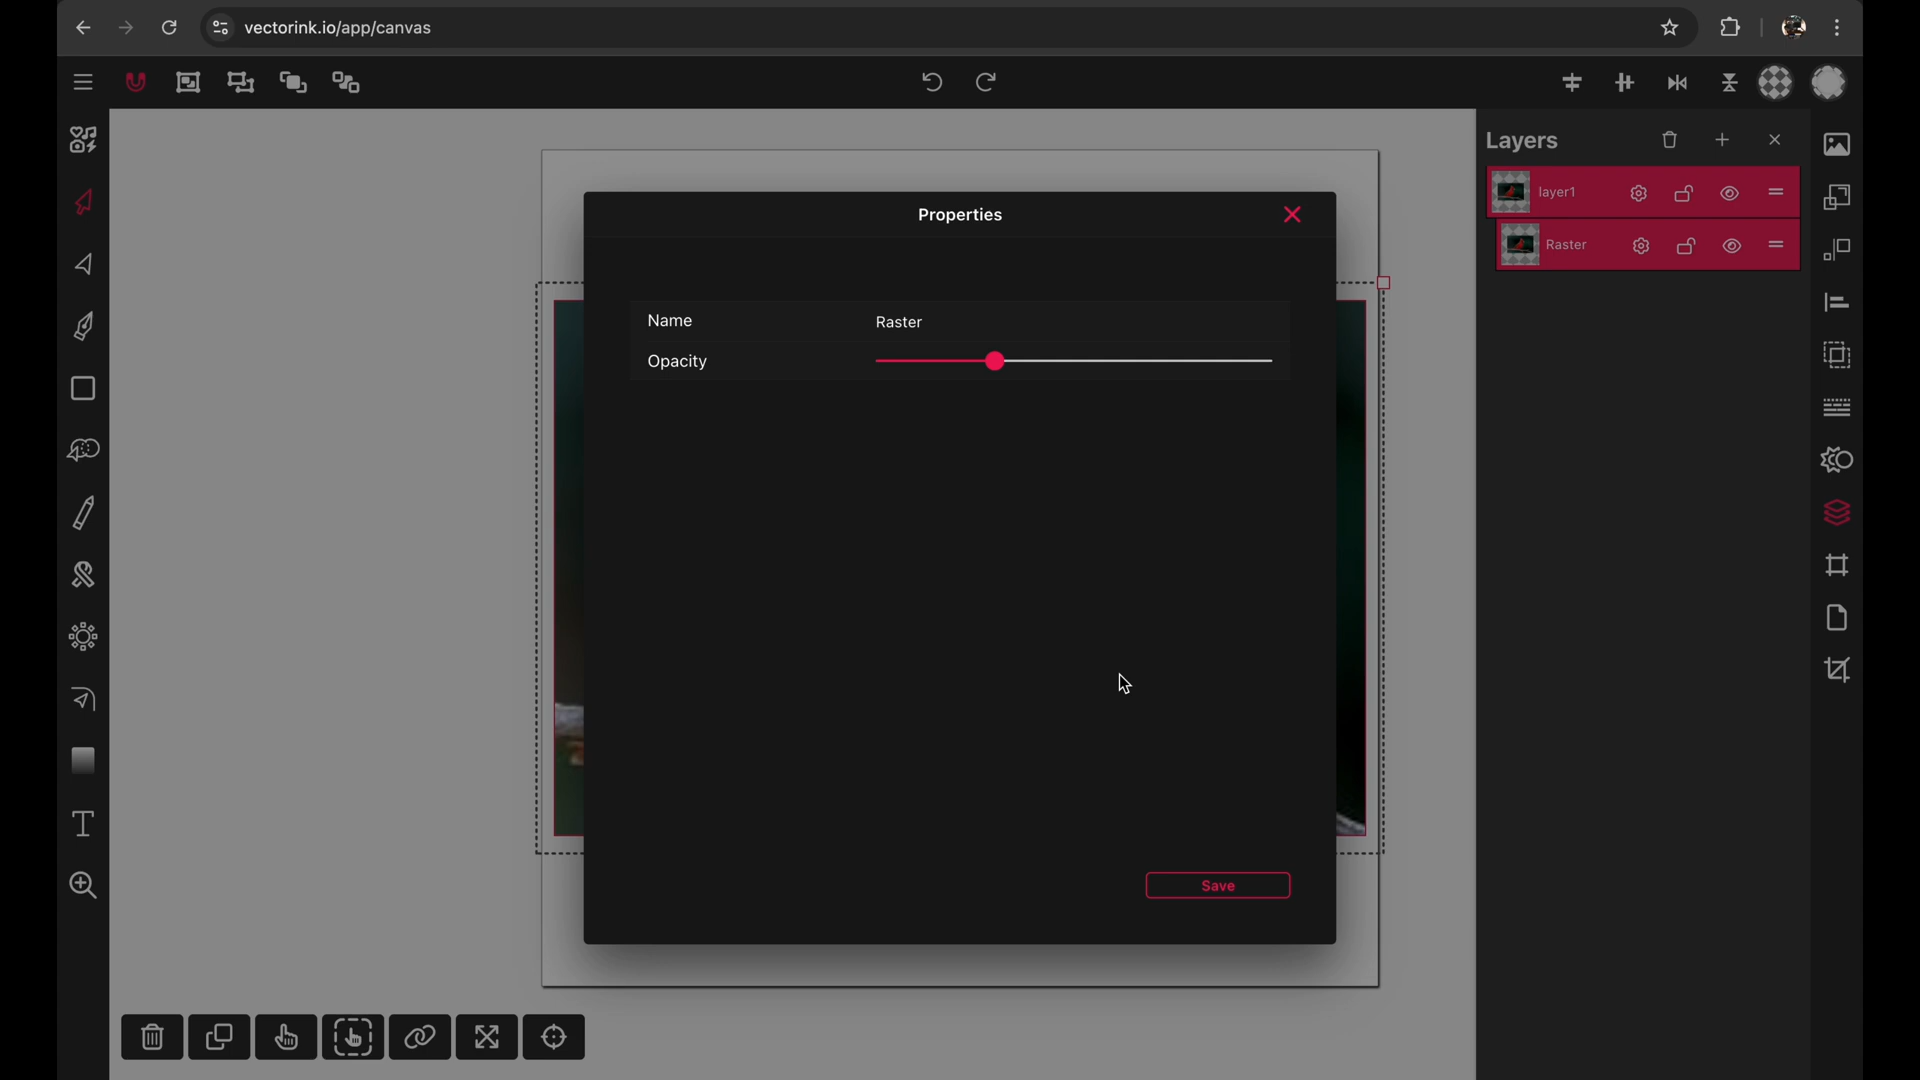 vectorink.io/app/canvas
Layers
layer1
Raster
Properties
Name
Raster
Opacity
Save